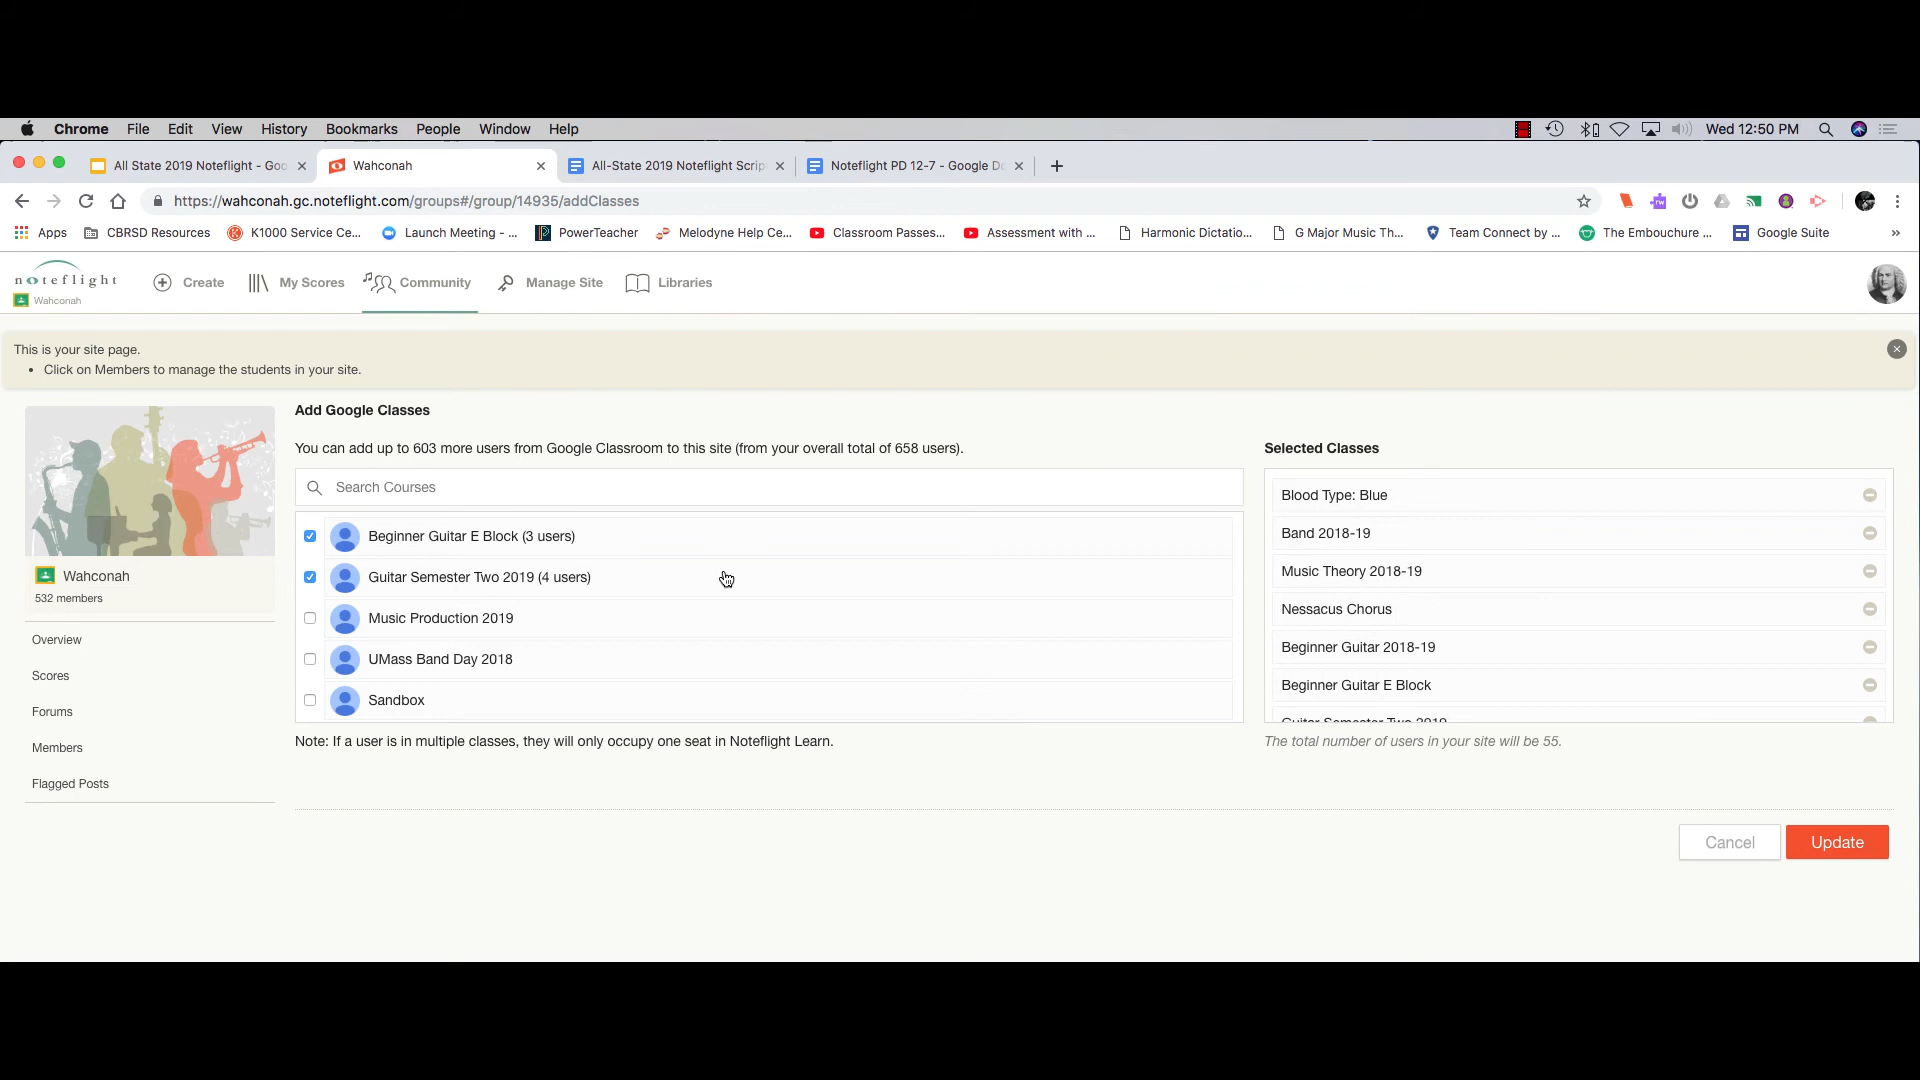 Chrome File Edit View History Bookmarks People Window Help Wed 12:50 PM
All State 2019 Noteflight - Goo Wahconah All-State 2019 Noteflight Scrip Noteflight PD 12-7 - Google Do
https://wahconah.gc.noteflight.com/groups#/group/14935/addClasses
Apps CBRSD Resources K1000 Service Ce... Launch Meeting - ... PowerTeacher Melodyne Help Ce... Classroom Passes... Assessment with ... Harmonic Dictatio... G Major Music Th... Team Connect by ... The Embouchure ... Google Suite »
noteflight
Wahconah
Create My Scores Community Manage Site Libraries
This is your site page.
• Click on Members to manage the students in your site.
Wahconah
532 members
Overview
Scores
Forums
Members
Flagged Posts
Add Google Classes
You can add up to 603 more users from Google Classroom to this site (from your overall total of 658 users).
Search Courses
Beginner Guitar E Block (3 users)
Guitar Semester Two 2019 (4 users)
Music Production 2019
UMass Band Day 2018
Sandbox
Note: If a user is in multiple classes, they will only occupy one seat in Noteflight Learn.
Selected Classes
Blood Type: Blue
Band 2018-19
Music Theory 2018-19
Nessacus Chorus
Beginner Guitar 2018-19
Beginner Guitar E Block
Guitar Semester Two 2019
The total number of users in your site will be 55.
Cancel Update